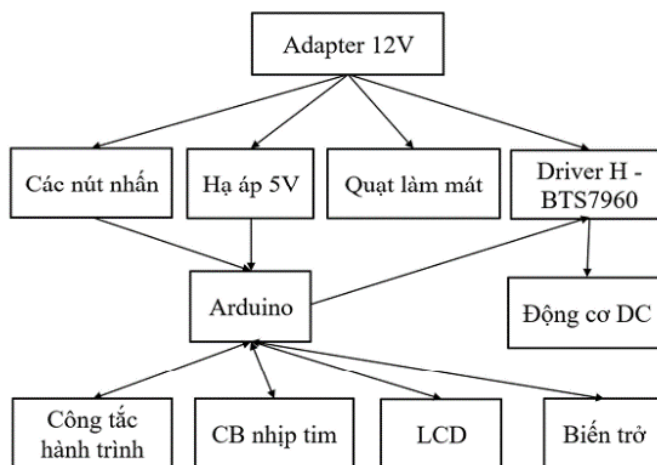 Adapter 12V
Các nút nhấn
Hạ áp 5V
Quạt làm mát
Driver H -
BTS7960
Arduino
Động cơ DC
Công tắc
hành trình
CB nhịp tim
LCD
Biến trở